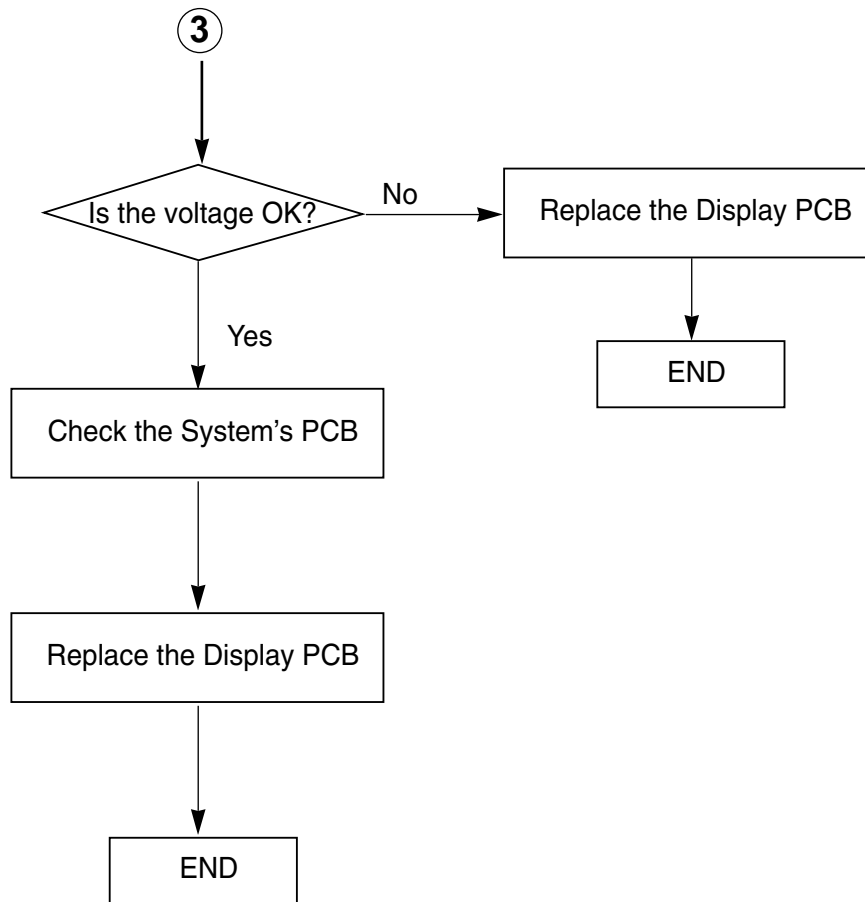 3
Is the voltage OK?
No
Replace the Display PCB
END
Yes
Check the System's PCB
Replace the Display PCB
END